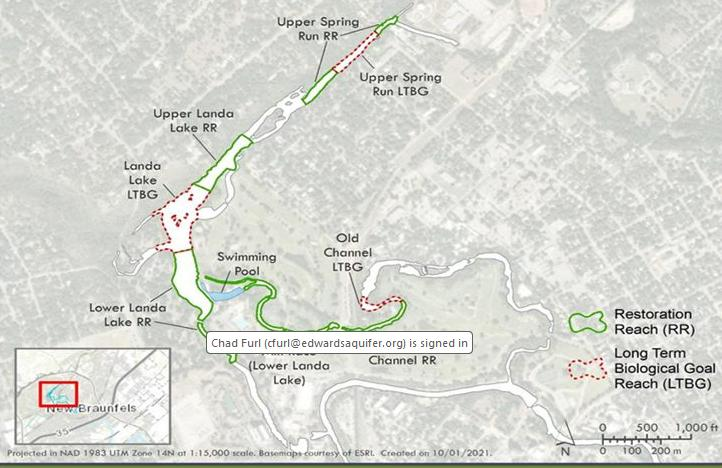 Upper Spring
Run RR
Upper Spring
Run LTBG
Upper Landa
Lake RR
Landa
Lake
LTBG
Swimming
Pool
Old
Channel
LTBG
Lower Landa
Lake RR
Chad Furl (cfurl@edwardsaquifer.org) is signed in
(Lower Landa
Lake)
Channel RR
Restoration
Reach (RR)
Long Term
Biological Goal
Reach (LTBG)
New Braunfels
35
N
0 500 1,000 ft
0 100 200 m
Projected in NAD 1983 UTM Zone 14N at 1:15,000 scale. Basemaps courtesy of ESRI. Created on 10/01/2021.